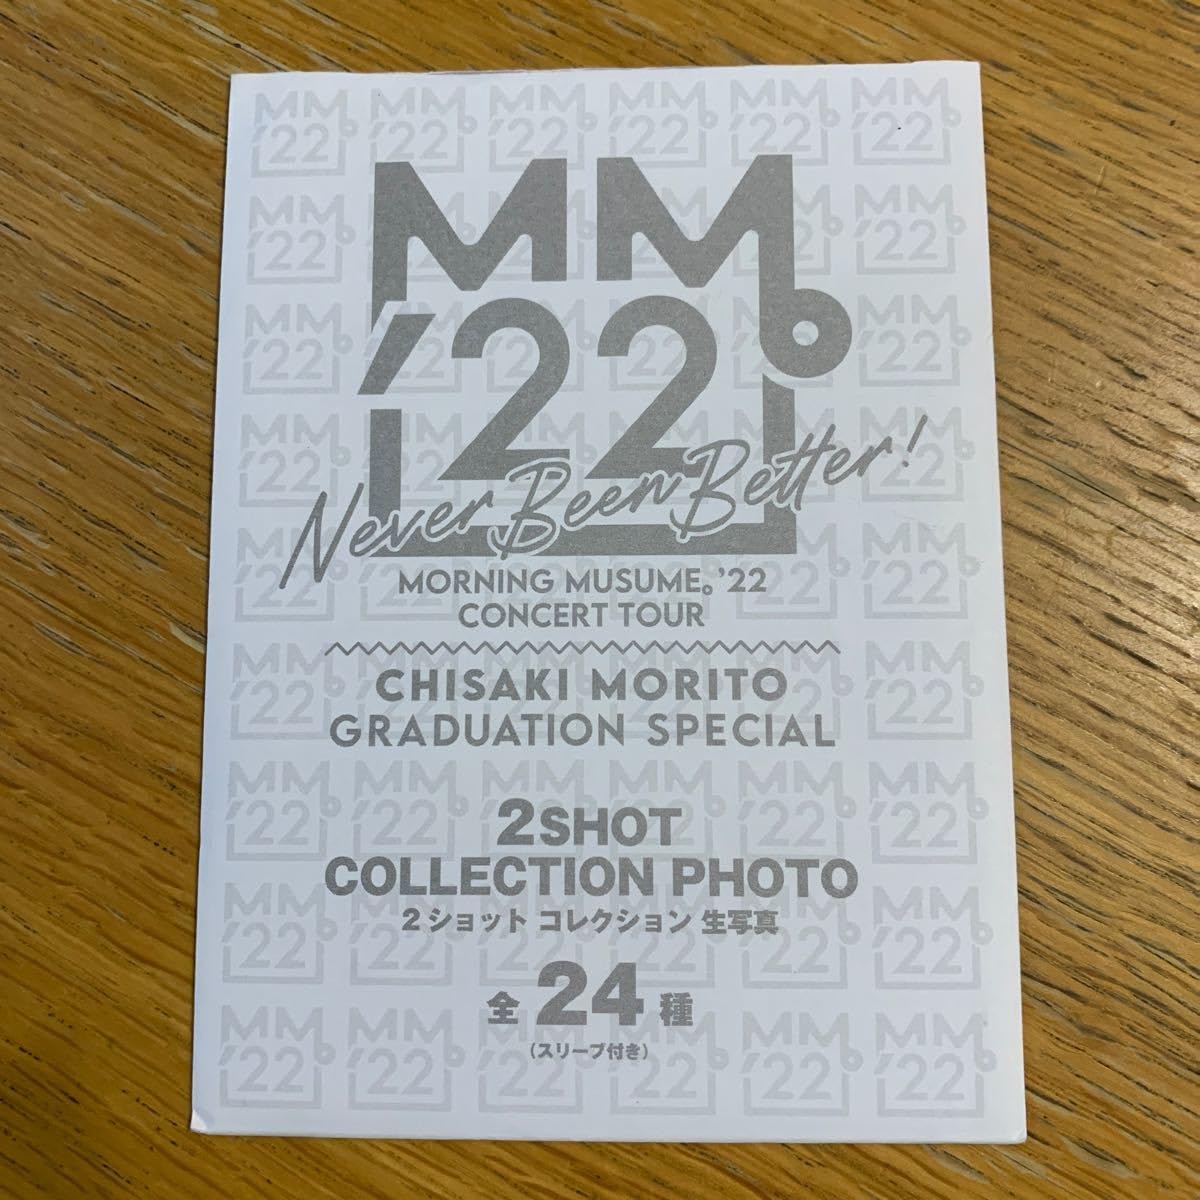 MM
'22
Never Been Better!
MORNING MUSUME。'22
CONCERT TOUR
CHISAKI MORITO
GRADUATION SPECIAL
2SHOT
COLLECTION PHOTO
2ショット コレクション 生写真
全24種
(スリーブ付き)